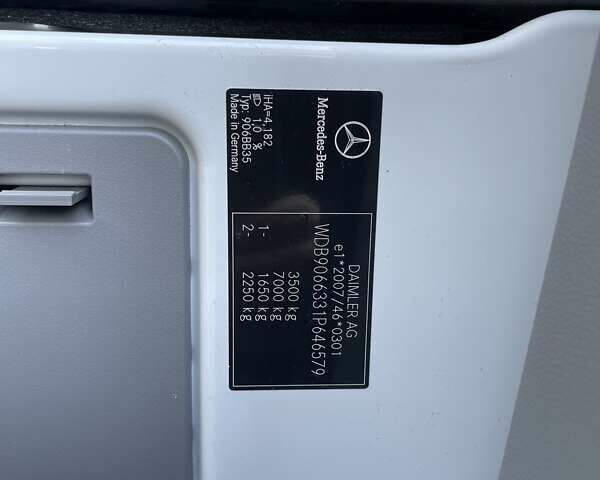 Mercedes-Benz
iHA=4,182
1,0 %
Typ: 906BB35
Made in Germany
DAIMLER AG
e1*2007/46*0301
WDB9066331P646579
3500 kg
7000 kg
1- 1650 kg
2- 2250 kg